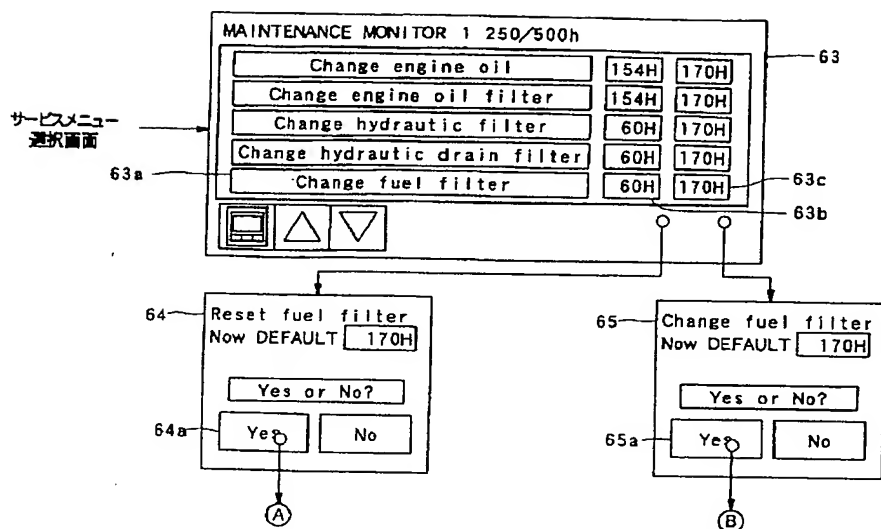 MAINTENANCE MONITOR 1 250/500h
63
Change engine oil 154H 170H
Change engine oil filter 154H 170H
サービスメニュー
選択画面
Change hydrautic filter 60H 170H
Change hydrautic drain filter 60H 170H
63a
Change fuel filter 60H 170H
63c
63b
64
Reset fuel filter
Now DEFAULT 170H
Yes or No?
64a
Yes No
A
65
Change fuel filter
Now DEFAULT 170H
Yes or No?
65a
Yes No
B